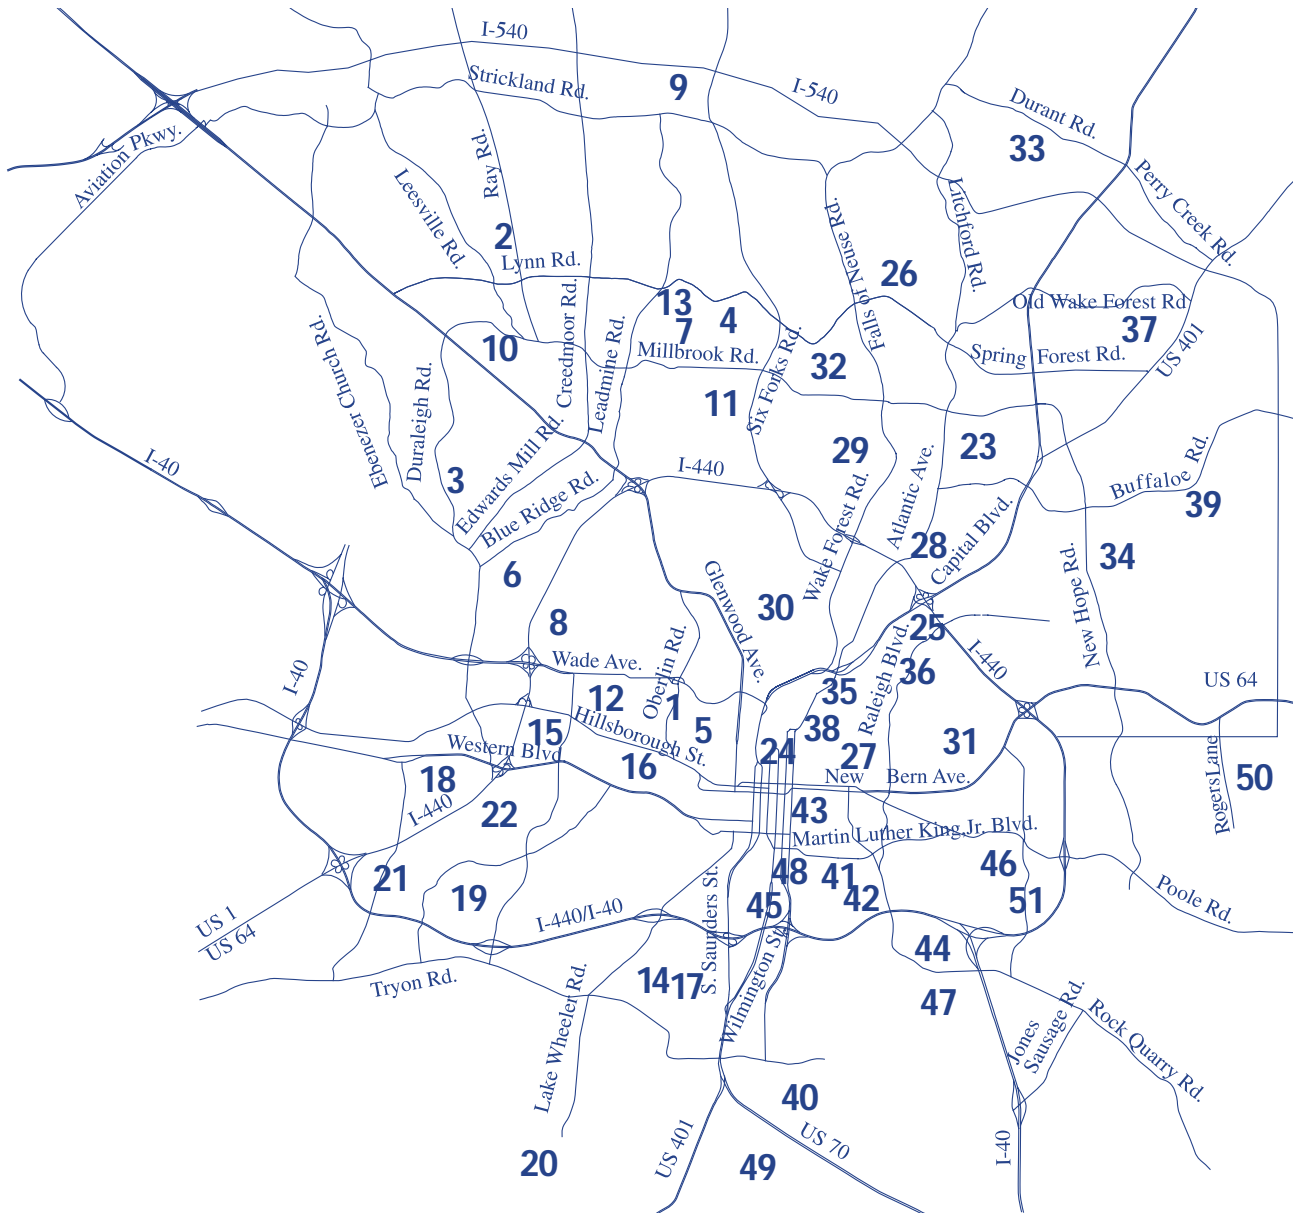 I-540
Strickland Rd.
9
I-540
Durant Rd.
33
Aviation Pkwy.
Ray Rd.
Leesville Rd.
Litchford Rd.
Perry Creek Rd.
2
Lynn Rd.
Falls of Neuse Rd.
26
13
4
7
Old Wake Forest Rd
37
Ebenezer Church Rd.
Duraleigh Rd.
10
Creedmoor Rd.
Leadmine Rd.
Millbrook Rd.
Six Forks Rd.
32
Spring Forest Rd.
US 401
11
I-40
3
Edwards Mill Rd.
Blue Ridge Rd.
I-440
29
23
Atlantic Ave.
Wake Forest Rd.
Buffaloe Rd.
39
28
Capital Blvd.
34
New Hope Rd.
6
Glenwood Ave.
30
8
Wade Ave.
Oberlin Rd.
25
Raleigh Blvd.
36
I-440
US 64
I-40
12
1
5
Hillsborough St.
35
38
15
Western Blvd
16
24
27
31
18
New Bern Ave.
50
Rogers Lane
I-440
22
43
Martin Luther King, Jr. Blvd.
21
19
48
41
42
46
51
45
Poole Rd.
US 1
US 64
I-440/I-40
S. Saunders St.
Wilmington St.
44
Tryon Rd.
14
17
47
Lake Wheeler Rd.
Jones
Sausage Rd.
Rock Quarry Rd.
40
20
US 401
49
US 70
I-40